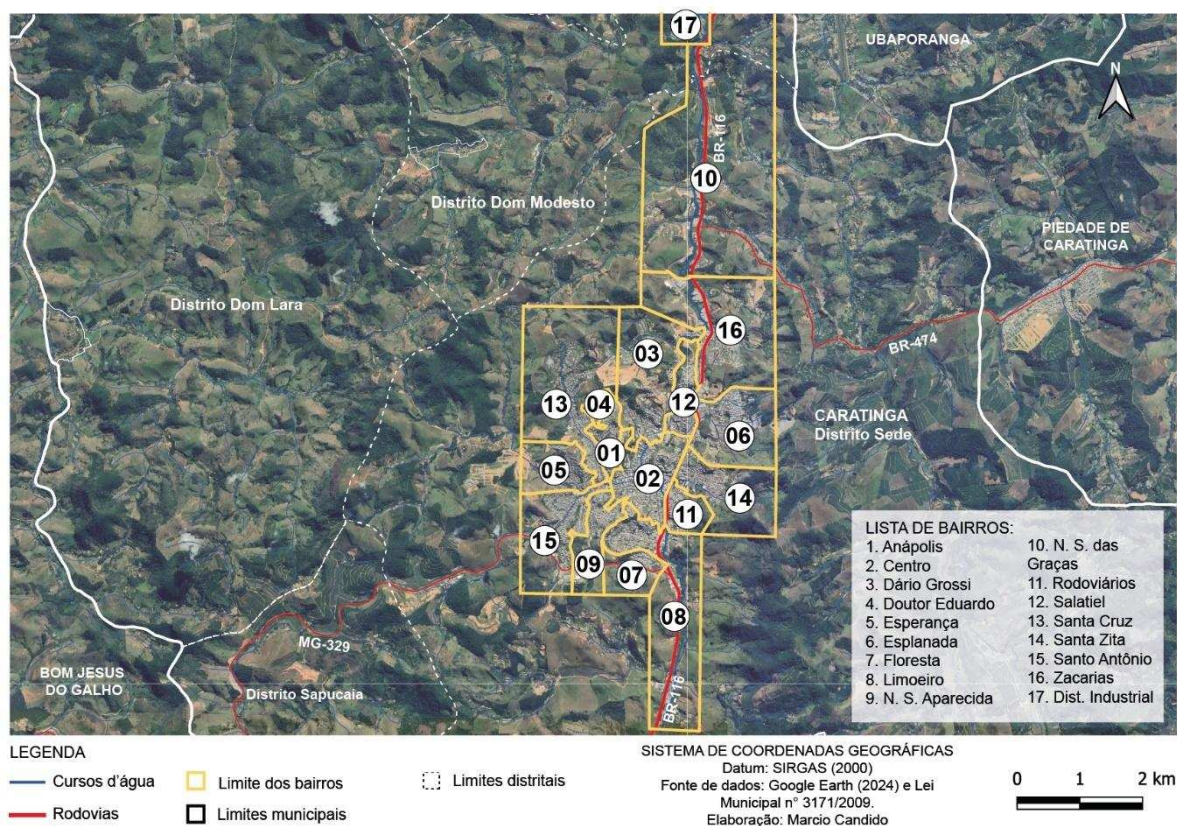 17
UBAPORANGA
N
BR-116
10
Distrito Dom Modesto
PIEDADE DE
CARATINGA
Distrito Dom Lara
16
BR-474
03
13
04
12
CARATINGA
Distrito Sede
06
01
05
02
14
11
15
09
07
08
MG-329
BOM JESUS
DO GALHO
Distrito Sapucaia
BR-116
LISTA DE BAIRROS:
1. Anápolis
2. Centro
3. Dário Grossi
4. Doutor Eduardo
5. Esperança
6. Esplanada
7. Floresta
8. Limoeiro
9. N. S. Aparecida
10. N. S. das
Graças
11. Rodoviários
12. Salatiel
13. Santa Cruz
14. Santa Zita
15. Santo Antônio
16. Zacarias
17. Dist. Industrial
LEGENDA
Cursos d'água
Rodovias
Limite dos bairros
Limites municipais
Limites distritais
SISTEMA DE COORDENADAS GEOGRÁFICAS
Datum: SIRGAS (2000)
Fonte de dados: Google Earth (2024) e Lei
Municipal n° 3171/2009.
Elaboração: Marcio Candido
0 1 2 km